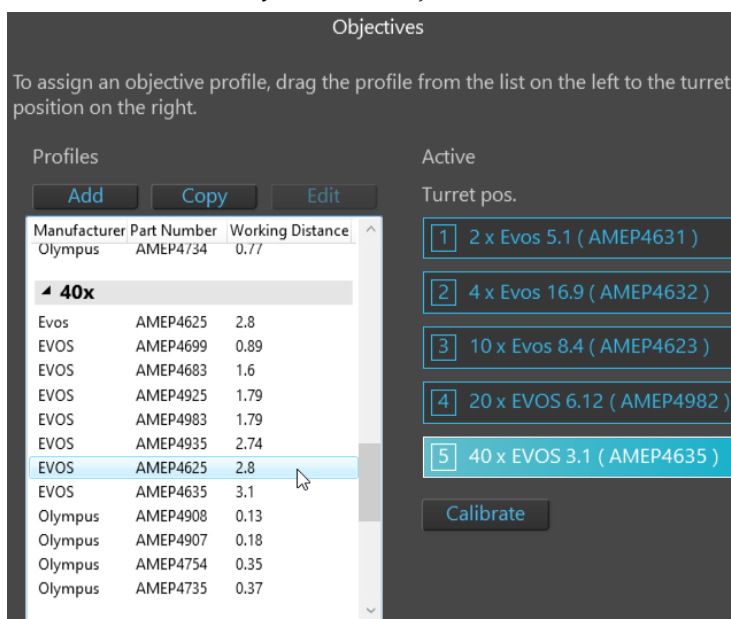 Objectives
To assign an objective profile, drag the profile from the list on the left to the turret
position on the right.
Profiles
Active
Add Copy Edit
Turret pos.
Manufacturer Part Number Working Distance
Olympus AMEP4734 0.77
40x
Evos AMEP4625 2.8
EVOS AMEP4699 0.89
EVOS AMEP4683 1.6
EVOS AMEP4925 1.79
EVOS AMEP4983 1.79
EVOS AMEP4935 2.74
EVOS AMEP4625 2.8
EVOS AMEP4635 3.1
Olympus AMEP4908 0.13
Olympus AMEP4907 0.18
Olympus AMEP4754 0.35
Olympus AMEP4735 0.37
1 2 x Evos 5.1 ( AMEP4631 )
2 4 x Evos 16.9 ( AMEP4632 )
3 10 x Evos 8.4 ( AMEP4623 )
4 20 x EVOS 6.12 ( AMEP4982 )
5 40 x EVOS 3.1 ( AMEP4635 )
Calibrate